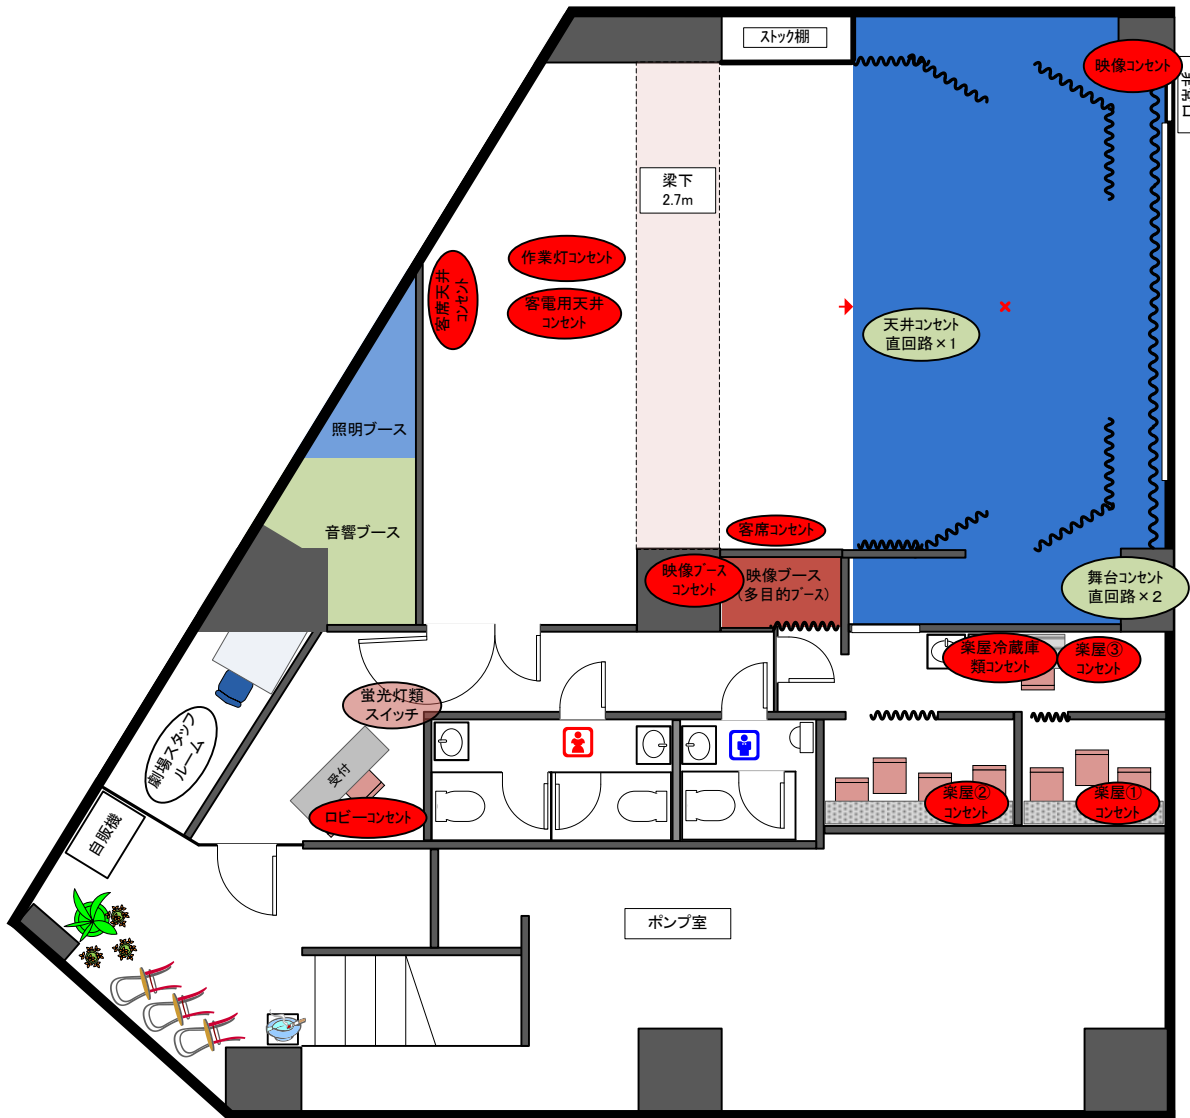 ストック棚
映像コンセント
非常口
梁下
2.7m
作業灯コンセント
客席天井
コンセント
客電用天井
コンセント
天井コンセント
直回路×1
照明ブース
音響ブース
客席コンセント
映像ブース
コンセント
映像ブース
(多目的ブース)
舞台コンセント
直回路×2
楽屋冷蔵庫
類コンセント
楽屋③
コンセント
蛍光灯類
スイッチ
劇場スタッフ
ルーム
受付
ロビーコンセント
楽屋②
コンセント
楽屋①
コンセント
自販機
ポンプ室